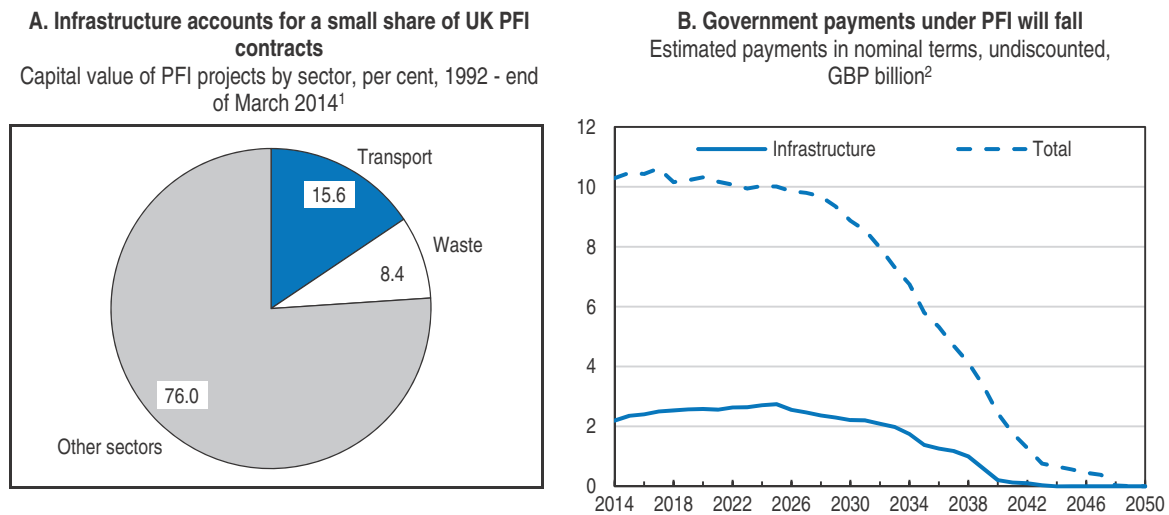 A. Infrastructure accounts for a small share of UK PFI
contracts
Capital value of PFI projects by sector, per cent, 1992 - end
of March 2014¹
Transport
15.6
Waste
8.4
76.0
Other sectors
B. Government payments under PFI will fall
Estimated payments in nominal terms, undiscounted,
GBP billion²
12
Infrastructure
Total
10
8
6
4
2
0
2014 2018 2022 2026 2030 2034 2038 2042 2046 2050